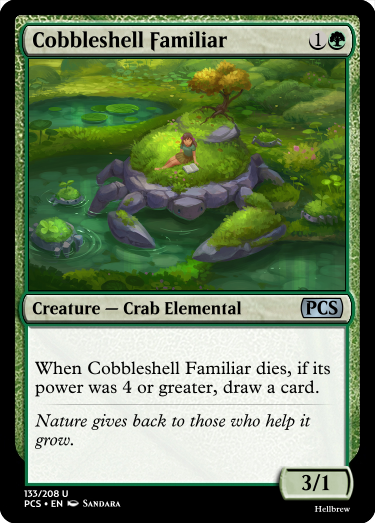 Cobbleshell Familiar 1
Creature — Crab Elemental PCS
When Cobbleshell Familiar dies, if its
power was 4 or greater, draw a card.
Nature gives back to those who help it
grow.
3/1
133/208 U
PCS • EN Sandara
Hellbrew